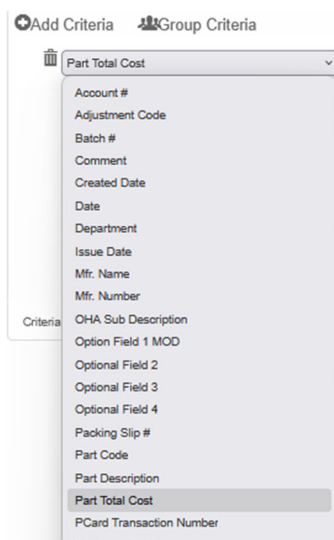 Add Criteria Group Criteria
Part Total Cost
Account #
Adjustment Code
Batch #
Comment
Created Date
Date
Department
Issue Date
Mfr. Name
Mfr. Number
Criteria
OHA Sub Description
Option Field 1 MOD
Optional Field 2
Optional Field 3
Optional Field 4
Packing Slip #
Part Code
Part Description
Part Total Cost
PCard Transaction Number